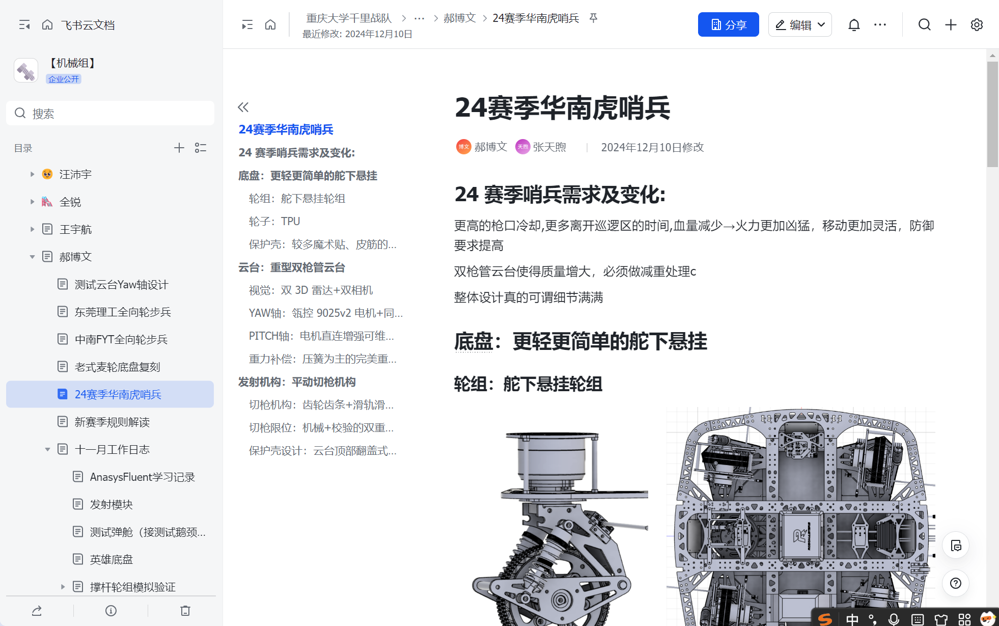 飞书云文档
【机械组】
企业公开
搜索
目录
汪沛宇
全锐
王宇航
郝博文
测试云台Yaw轴设计
东莞理工全向轮步兵
中南FYT全向轮步兵
老式麦轮底盘复刻
24赛季华南虎哨兵
新赛季规则解读
十一月工作日志
AnasysFluent学习记录
发射模块
测试弹舱（接测试鹅颈...
英雄底盘
撑杆轮组模拟验证
重庆大学千里战队 > ··· > 郝博文 > 24赛季华南虎哨兵
最近修改: 2024年12月10日
分享
编辑
24赛季华南虎哨兵
24 赛季哨兵需求及变化:
底盘：更轻更简单的舵下悬挂
轮组：舵下悬挂轮组
轮子：TPU
保护壳：较多魔术贴、皮筋的...
云台：重型双枪管云台
视觉：双 3D 雷达+双相机
YAW轴：瓴控 9025v2 电机+同...
PITCH轴：电机直连增强可维...
重力补偿：压簧为主的完美重...
发射机构：平动切枪机构
切枪机构：齿轮齿条+滑轨滑...
切枪限位：机械+校验的双重...
保护壳设计：云台顶部翻盖式...
24赛季华南虎哨兵
博文 郝博文 天煦 张天煦 | 2024年12月10日修改
24 赛季哨兵需求及变化:
更高的枪口冷却,更多离开巡逻区的时间,血量减少→火力更加凶猛，移动更加灵活，防御
要求提高
双枪管云台使得质量增大，必须做减重处理c
整体设计真的可谓细节满满
底盘：更轻更简单的舵下悬挂
轮组：舵下悬挂轮组
ROBOMASTER
中